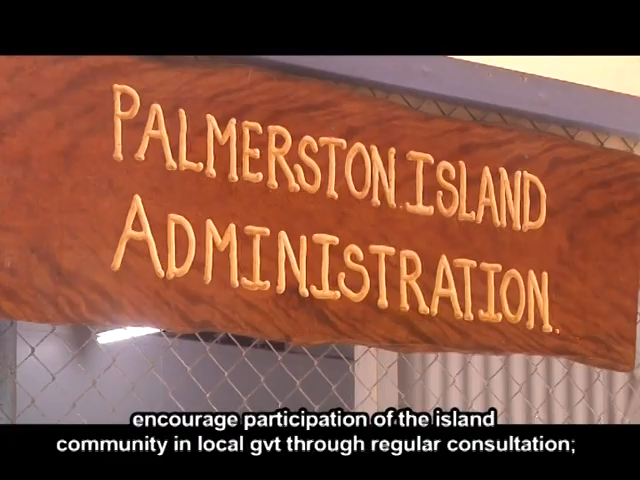 PALMERSTON ISLAND
ADMINISTRATION.
encourage participation of the island
community in local gvt through regular consultation;